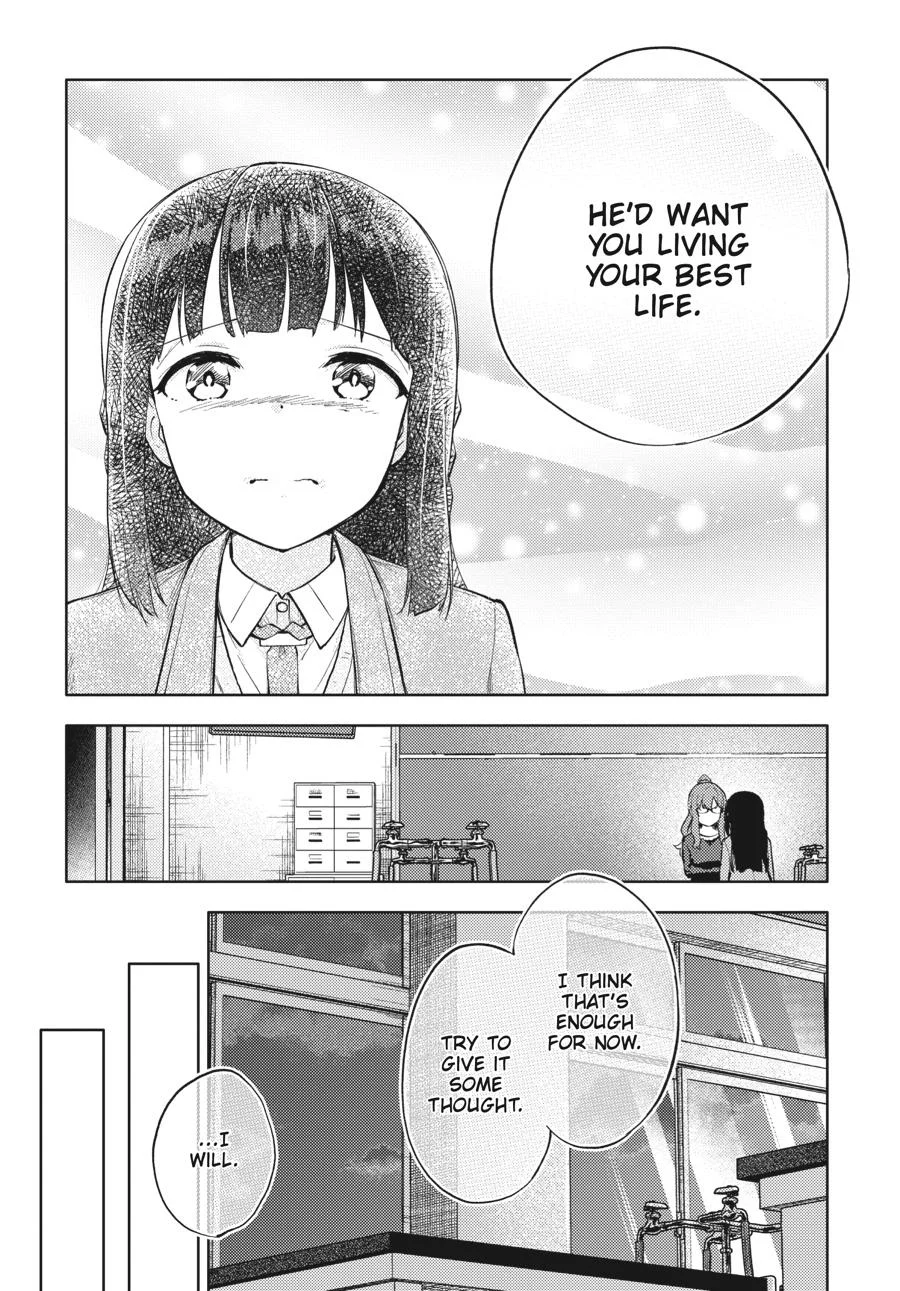 HE'D WANT
YOU LIVING
YOUR BEST
LIFE.
I THINK
THAT'S
ENOUGH
FOR NOW.
TRY TO
GIVE IT
SOME
THOUGHT.
...I
WILL.